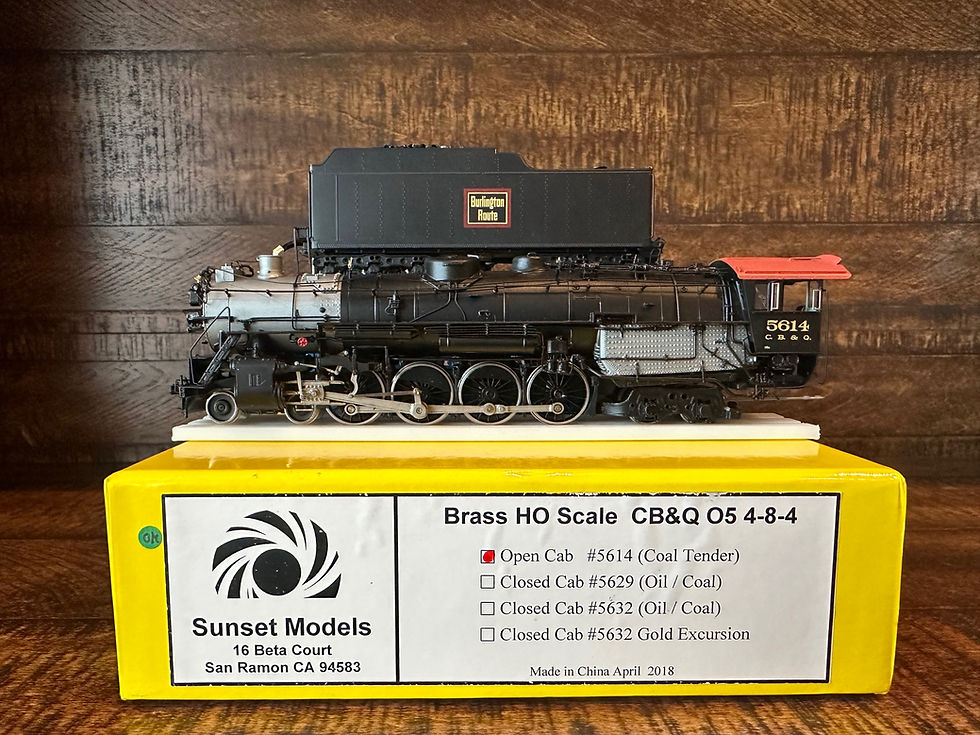 Burlington
Route
5614
C. B. & Q.
OK
Brass HO Scale CB&Q O5 4-8-4
Open Cab #5614 (Coal Tender)
Closed Cab #5629 (Oil / Coal)
Closed Cab #5632 (Oil / Coal)
Closed Cab #5632 Gold Excursion
Made in China April 2018
Sunset Models
16 Beta Court
San Ramon CA 94583